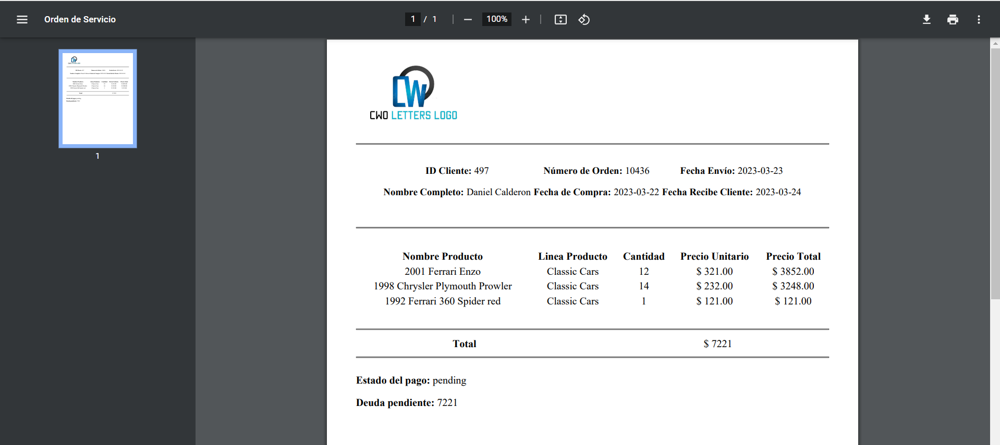 Orden de Servicio
1 / 1
100%
1
CWO LETTERS LOGO
ID Cliente: 497 Número de Orden: 10436 Fecha Envío: 2023-03-23
Nombre Completo: Daniel Calderon Fecha de Compra: 2023-03-22 Fecha Recibe Cliente: 2023-03-24
Nombre Producto Linea Producto Cantidad Precio Unitario Precio Total
2001 Ferrari Enzo Classic Cars 12 $ 321.00 $ 3852.00
1998 Chrysler Plymouth Prowler Classic Cars 14 $ 232.00 $ 3248.00
1992 Ferrari 360 Spider red Classic Cars 1 $ 121.00 $ 121.00
Total $ 7221
Estado del pago: pending
Deuda pendiente: 7221